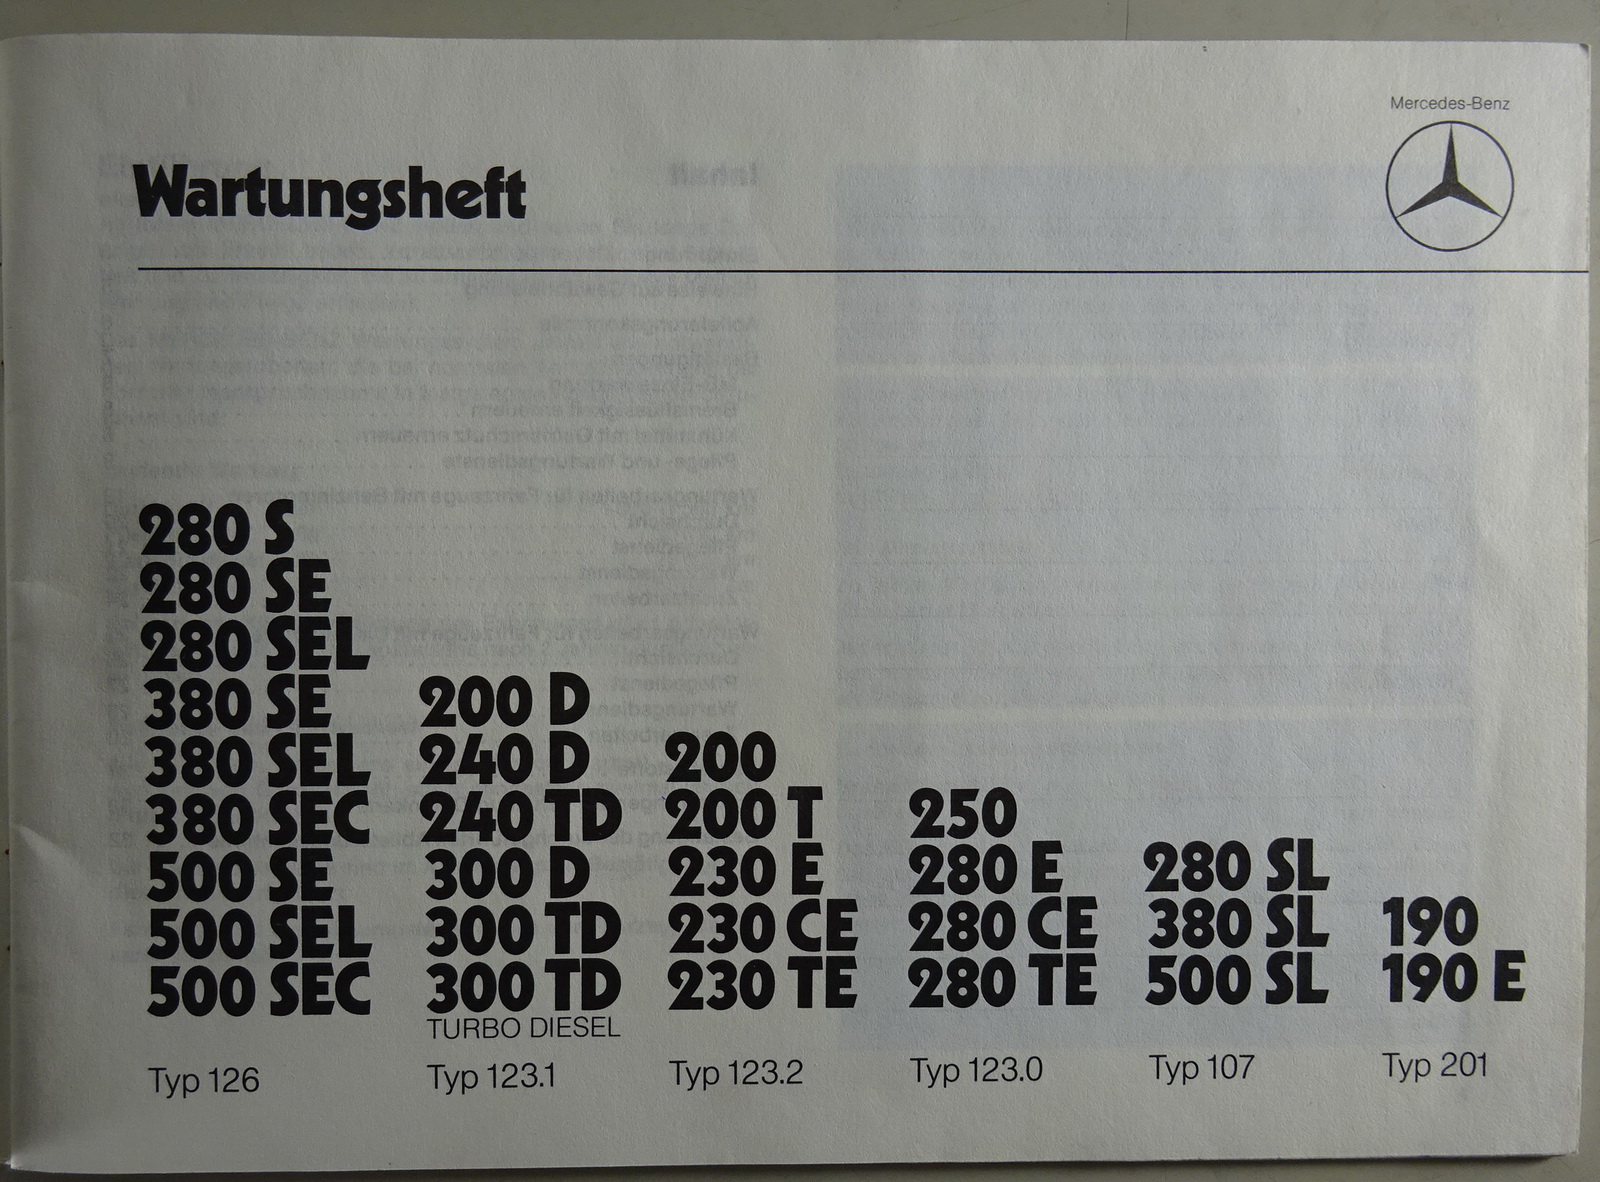 Mercedes-Benz
Wartungsheft
280 S
280 SE
280 SEL
380 SE
380 SEL
380 SEC
500 SE
500 SEL
500 SEC
Typ 126
200 D
240 D
240 TD
300 D
300 TD
300 TD
TURBO DIESEL
Typ 123.1
200
200 T
230 E
230 CE
230 TE
Typ 123.2
250
280 E
280 CE
280 TE
Typ 123.0
280 SL
380 SL
500 SL
Typ 107
190
190 E
Typ 201